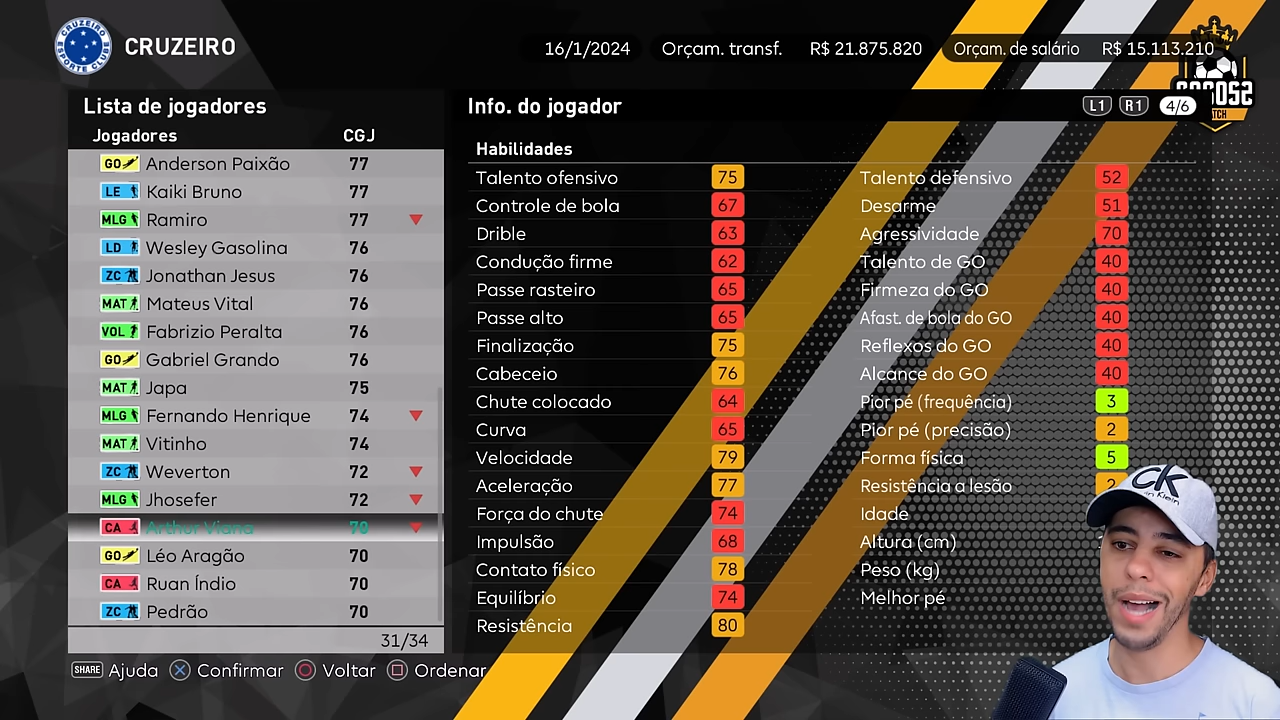 CRUZEIRO
16/1/2024 Orçam. transf. R$ 21.875.820 Orçam. de salário R$ 15.113.210
Lista de jogadores
Jogadores CGJ
GO Anderson Paixão 77
LE Kaiki Bruno 77
MLG Ramiro 77
LD Wesley Gasolina 76
ZC Jonathan Jesus 76
MAT Mateus Vital 76
VOL Fabrizio Peralta 76
GO Gabriel Grando 76
MAT Japa 75
MLG Fernando Henrique 74
MAT Vitinho 74
ZC Weverton 72
MLG Jhosefer 72
CA Arthur Viana 70
GO Léo Aragão 70
CA Ruan Índio 70
ZC Pedrão 70
31/34
Info. do jogador L1 R1 4/6
Habilidades
Talento ofensivo 75 Talento defensivo 52
Controle de bola 67 Desarme 51
Drible 63 Agressividade 70
Condução firme 62 Talento de GO 40
Passe rasteiro 65 Firmeza do GO 40
Passe alto 65 Afast. de bola do GO 40
Finalização 75 Reflexos do GO 40
Cabeceio 76 Alcance do GO 40
Chute colocado 64 Pior pé (frequência) 3
Curva 65 Pior pé (precisão) 2
Velocidade 79 Forma física 5
Aceleração 77 Resistência a lesão 2
Força do chute 74 Idade
Impulsão 68 Altura (cm)
Contato físico 78 Peso (kg)
Equilíbrio 74 Melhor pé
Resistência 80
SHARE Ajuda Confirmar Voltar Ordenar
CK